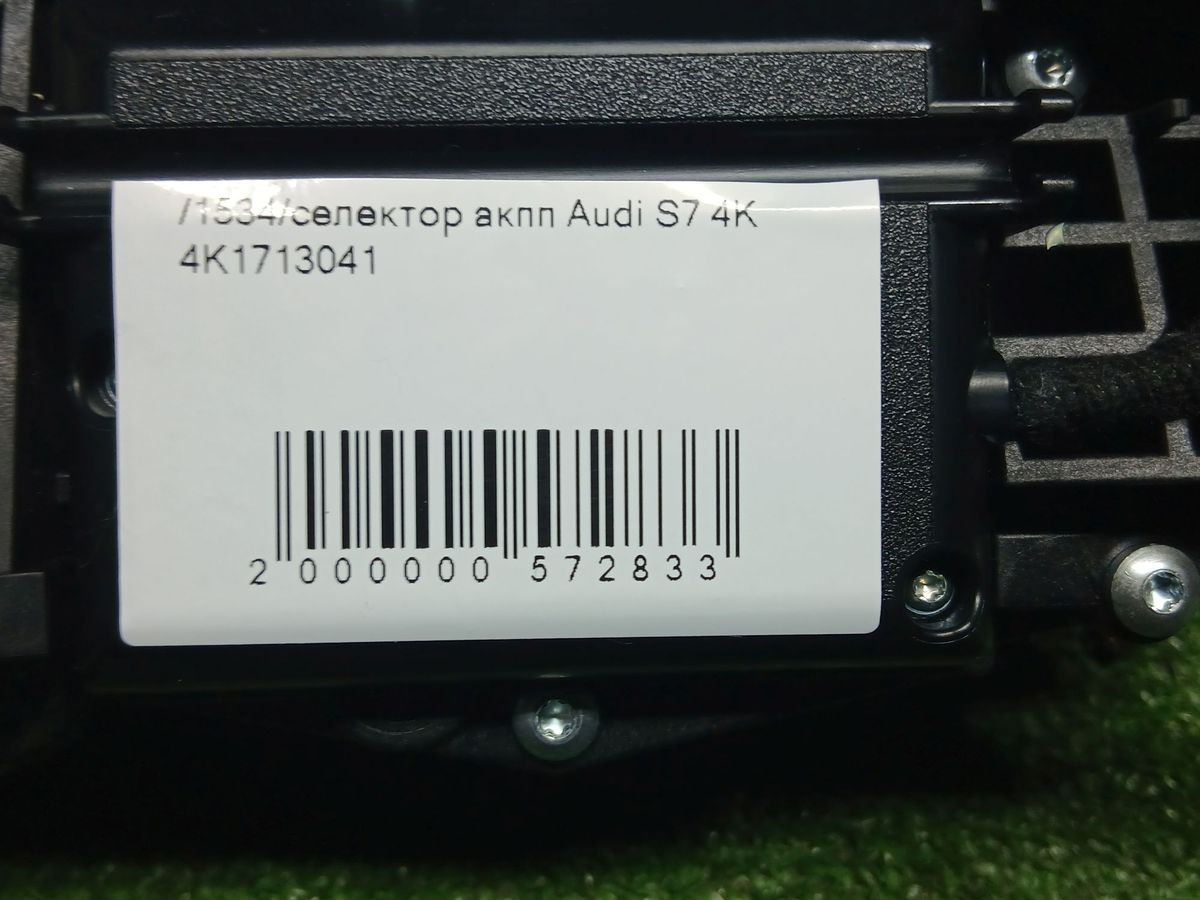 /1534/селектор акпп Audi S7 4K
4K1713041
2 000000 572833